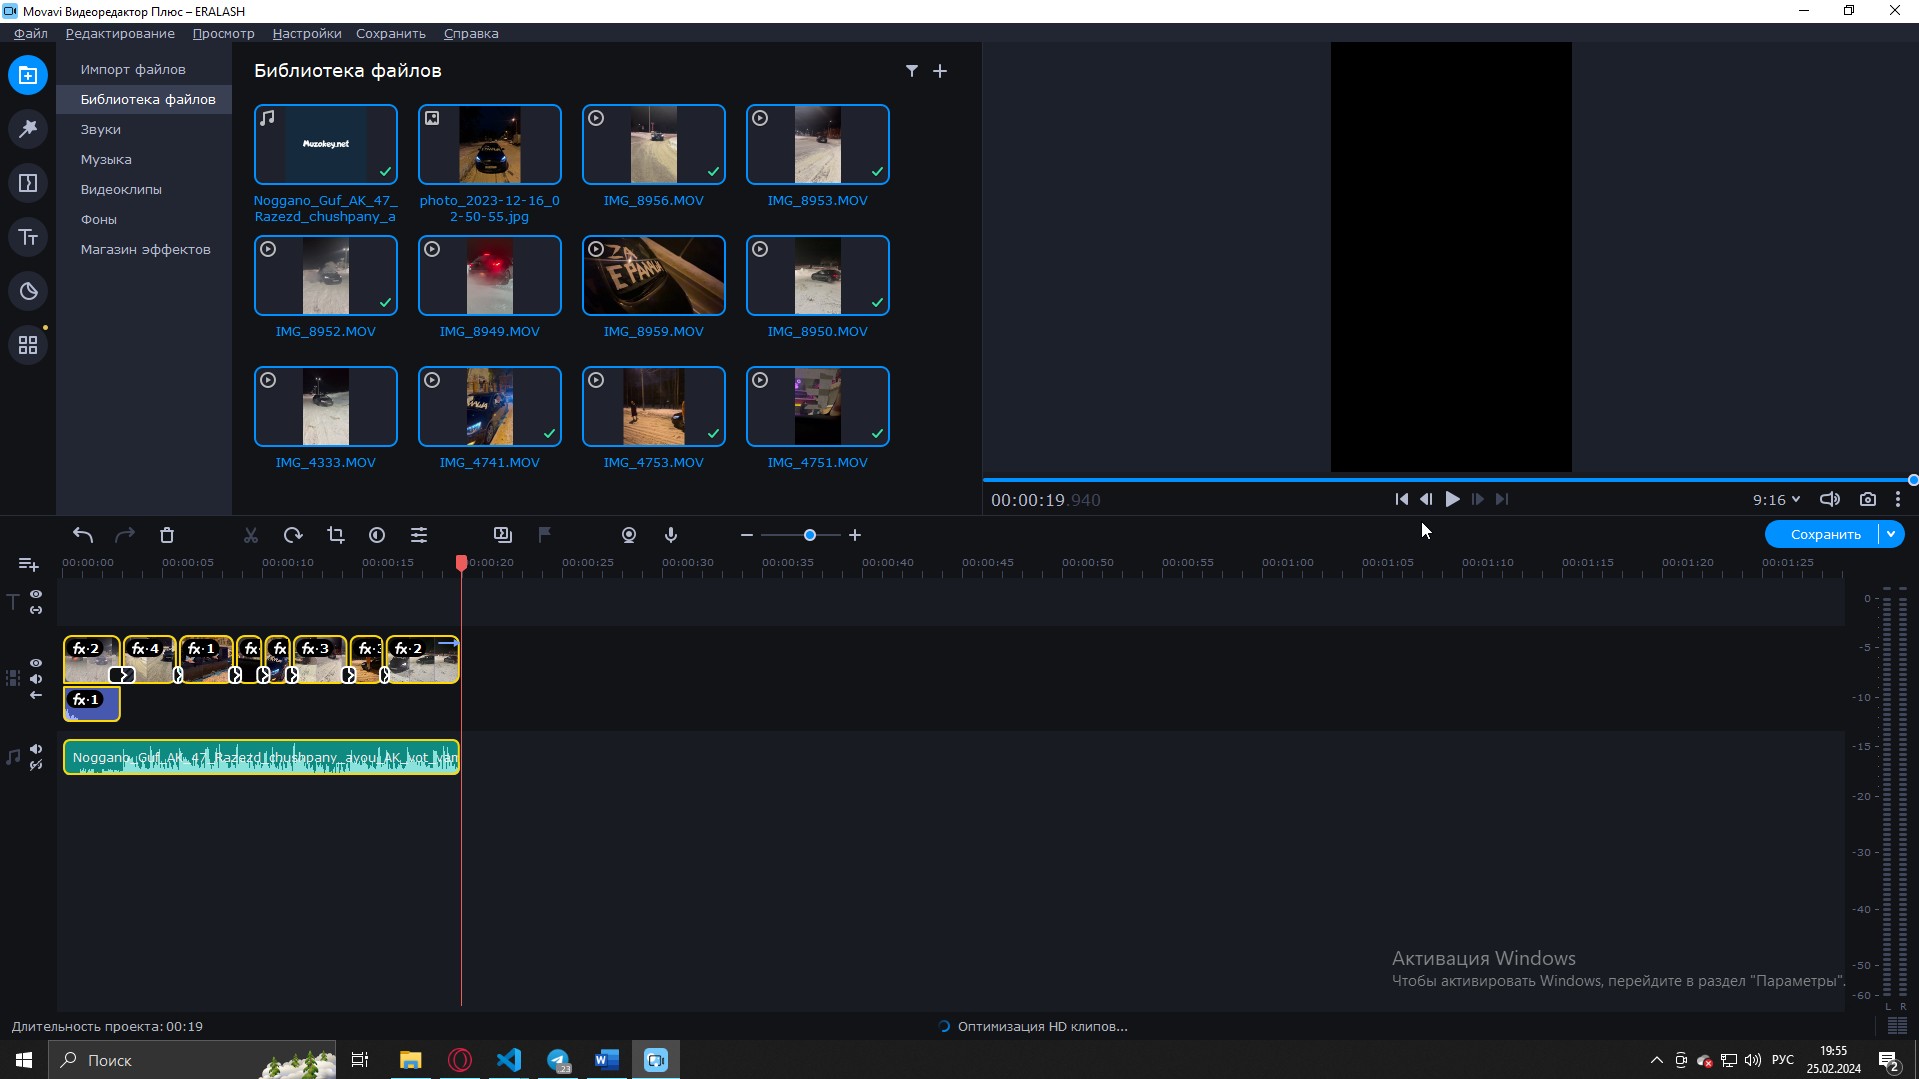 Movavi Видеоредактор Плюс – ERALASH
Файл Редактирование Просмотр Настройки Сохранить Справка
Импорт файлов
Библиотека файлов
Звуки
Музыка
Видеоклипы
Фоны
Магазин эффектов
Библиотека файлов
Muzokey.net
Noggano_Guf_AK_47_
Razezd_chushpany_a
photo_2023-12-16_0
2-50-55.jpg
IMG_8956.MOV
IMG_8953.MOV
ZA
ЕРАЛАШ
IMG_8952.MOV
IMG_8949.MOV
IMG_8959.MOV
IMG_8950.MOV
IMG_4333.MOV
IMG_4741.MOV
IMG_4753.MOV
IMG_4751.MOV
00:00:19.940
9:16
Сохранить
00:00:00 00:00:05 00:00:10 00:00:15 00:00:20 00:00:25 00:00:30 00:00:35 00:00:40 00:00:45 00:00:50 00:00:55 00:01:00 00:01:05 00:01:10 00:01:15 00:01:20 00:01:25
fx·2 fx·4 fx·1 fx· fx fx·3 fx·3 fx·2
fx·1
Noggano_Guf_AK_47_Razezd_chushpany_ayou_AK_vot_vam
0
-5
-10
-15
-20
-30
-40
-50
-60
L R
Активация Windows
Чтобы активировать Windows, перейдите в раздел "Параметры".
Длительность проекта: 00:19
Оптимизация HD клипов...
Поиск
23
РУС
19:55
25.02.2024
2